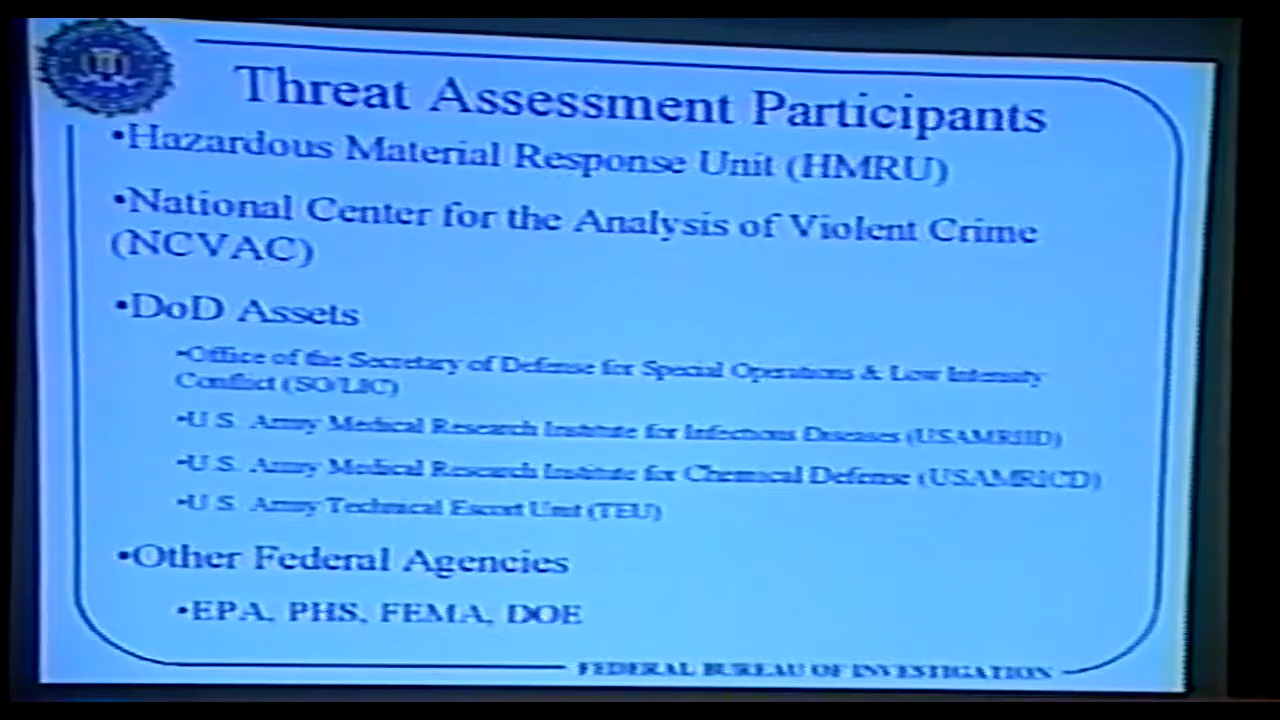 Threat Assessment Participants
•Hazardous Material Response Unit (HMRU)
•National Center for the Analysis of Violent Crime
(NCVAC)
•DoD Assets
•Office of the Secretary of Defense for Special Operations & Low Intensity
Conflict (SO/LIC)
•U.S. Army Medical Research Institute for Infectious Diseases (USAMRIID)
•U.S. Army Medical Research Institute for Chemical Defense (USAMRICD)
•U.S. Army Technical Escort Unit (TEU)
•Other Federal Agencies
•EPA, PHS, FEMA, DOE
FEDERAL BUREAU OF INVESTIGATION